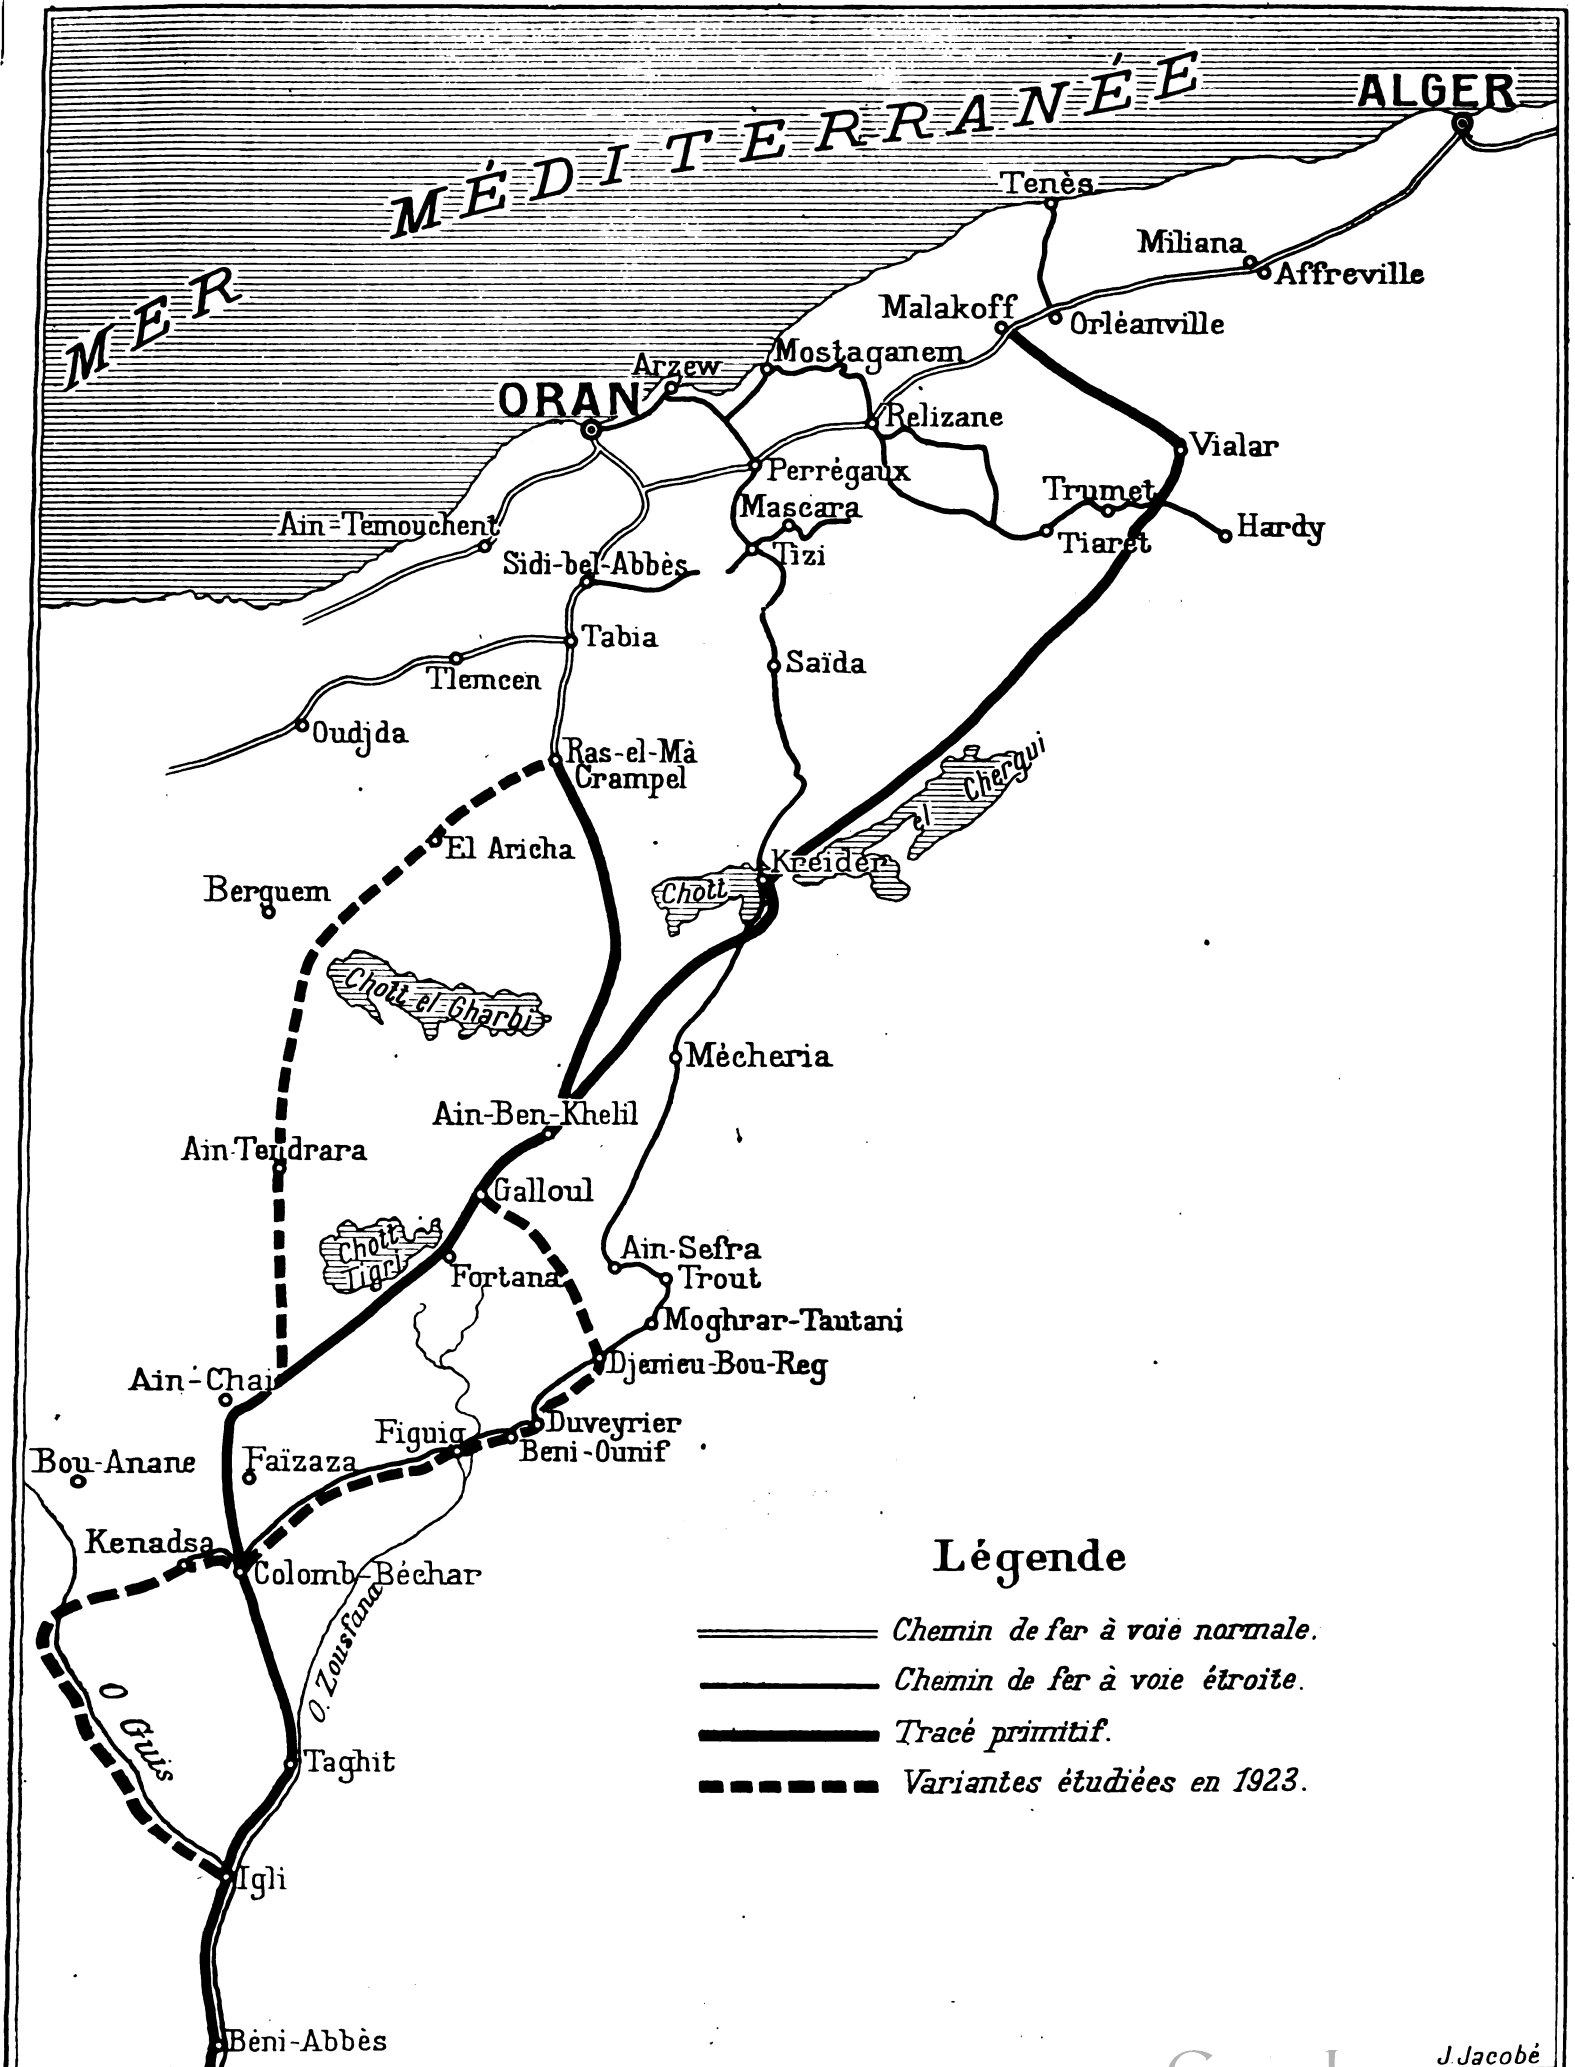 ALGER
MER MÉDITERRANÉE
Tenès
Miliana
Affreville
Malakoff
Orléanville
Mostaganem
Arzew
ORAN
Relizane
Vialar
Perrégaux
Trumet
Mascara
Hardy
Ain=Temouchent
Tiaret
Tizi
Sidi-bel-Abbès
Tabia
Saïda
Tlemcen
Oudjda
Ras-el-Mà
Crampel
Chott el Chergui
El Aricha
Kreider
Berguem
Chott el Gharbi
Mécheria
Ain-Ben-Khelil
Ain-Tendrara
Galloul
Chott
Tigri
Ain-Sefra
Fortana
Trout
Moghrar-Tautani
Djenieu-Bou-Reg
Ain-Chair
Duveyrier
Figuig
Beni-Ounif
Bou-Anane
Faïzaza
Kenadsa
Colomb-Béchar
O. Zousfana
O Guis
Taghit
Igli
Béni-Abbès
Légende
Chemin de fer à voie normale.
Chemin de fer à voie étroite.
Tracé primitif.
Variantes étudiées en 1923.
J. Jacobé